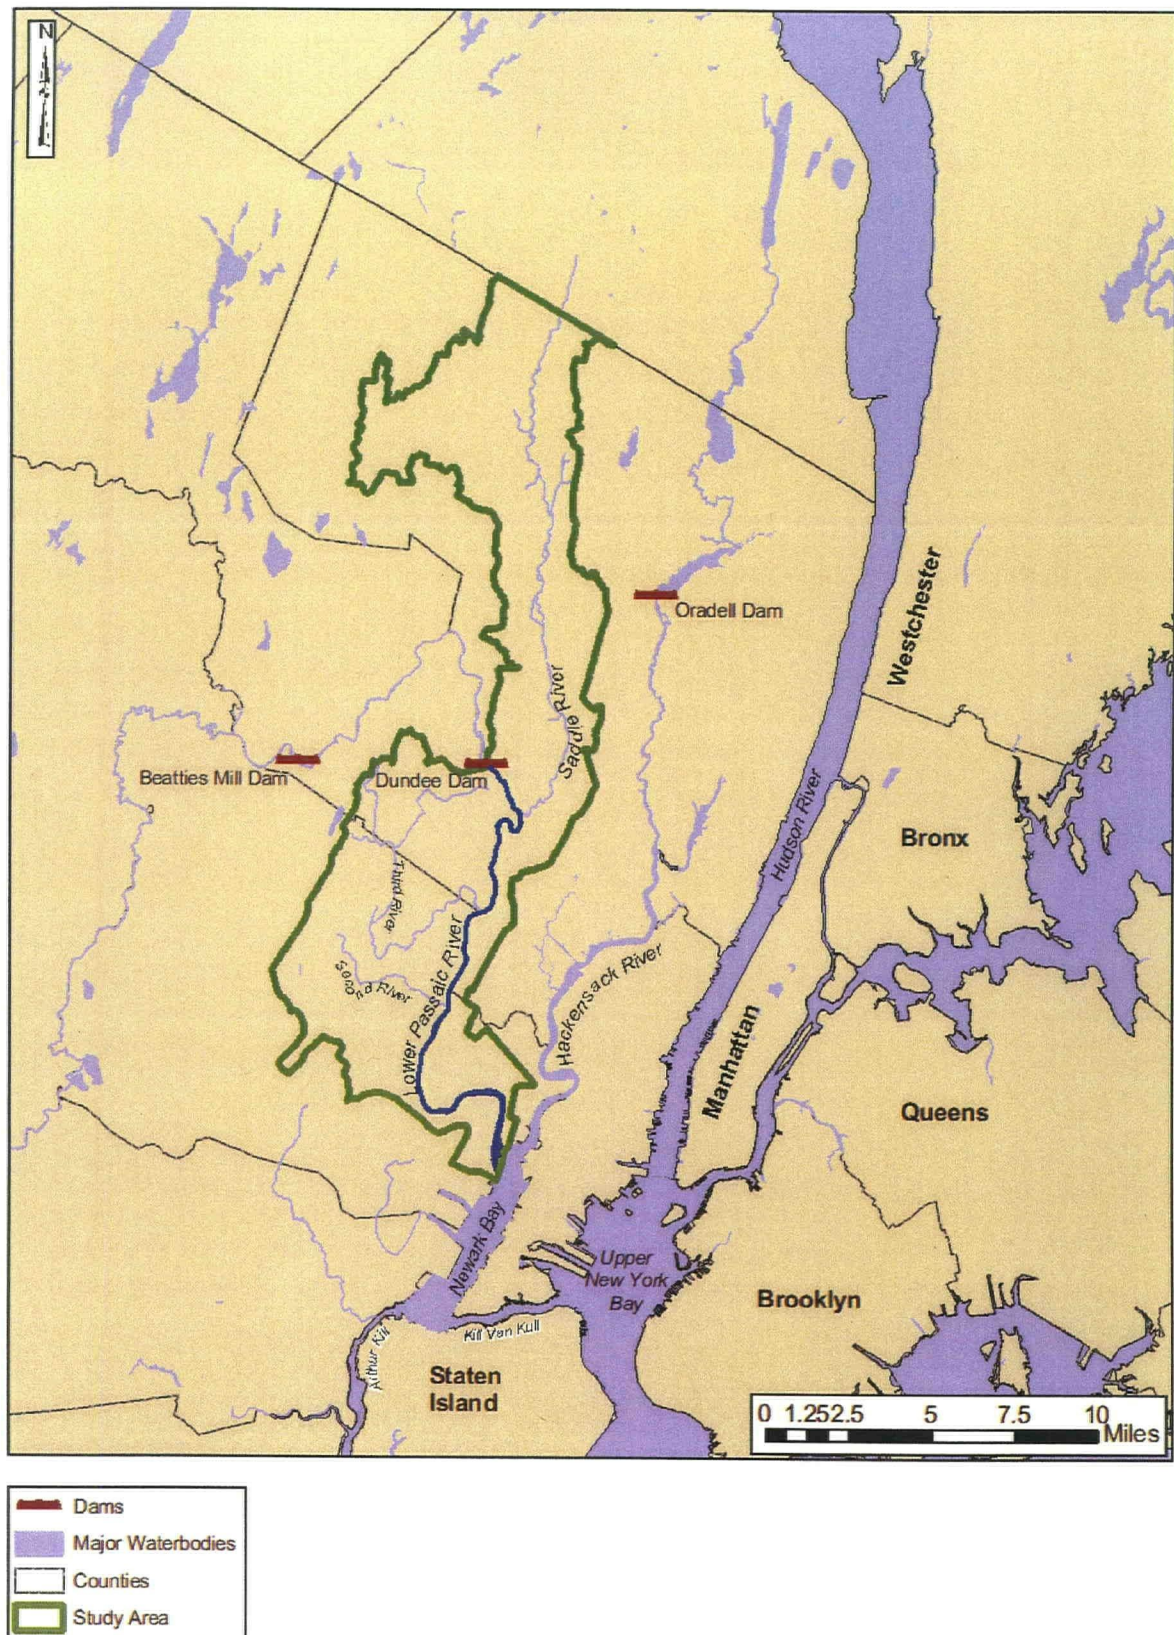 N
Westchester
Oradell Dam
Saddle River
Beatties Mill Dam
Dundee Dam
Hudson River
Bronx
Third River
Second River
Lower Passaic River
Hackensack River
Manhattan
Queens
Newark Bay
Upper
New York
Bay
Brooklyn
Kill Van Kull
Arthur Kill
Staten
Island
0 1.252.5 5 7.5 10
Miles
Dams
Major Waterbodies
Counties
Study Area